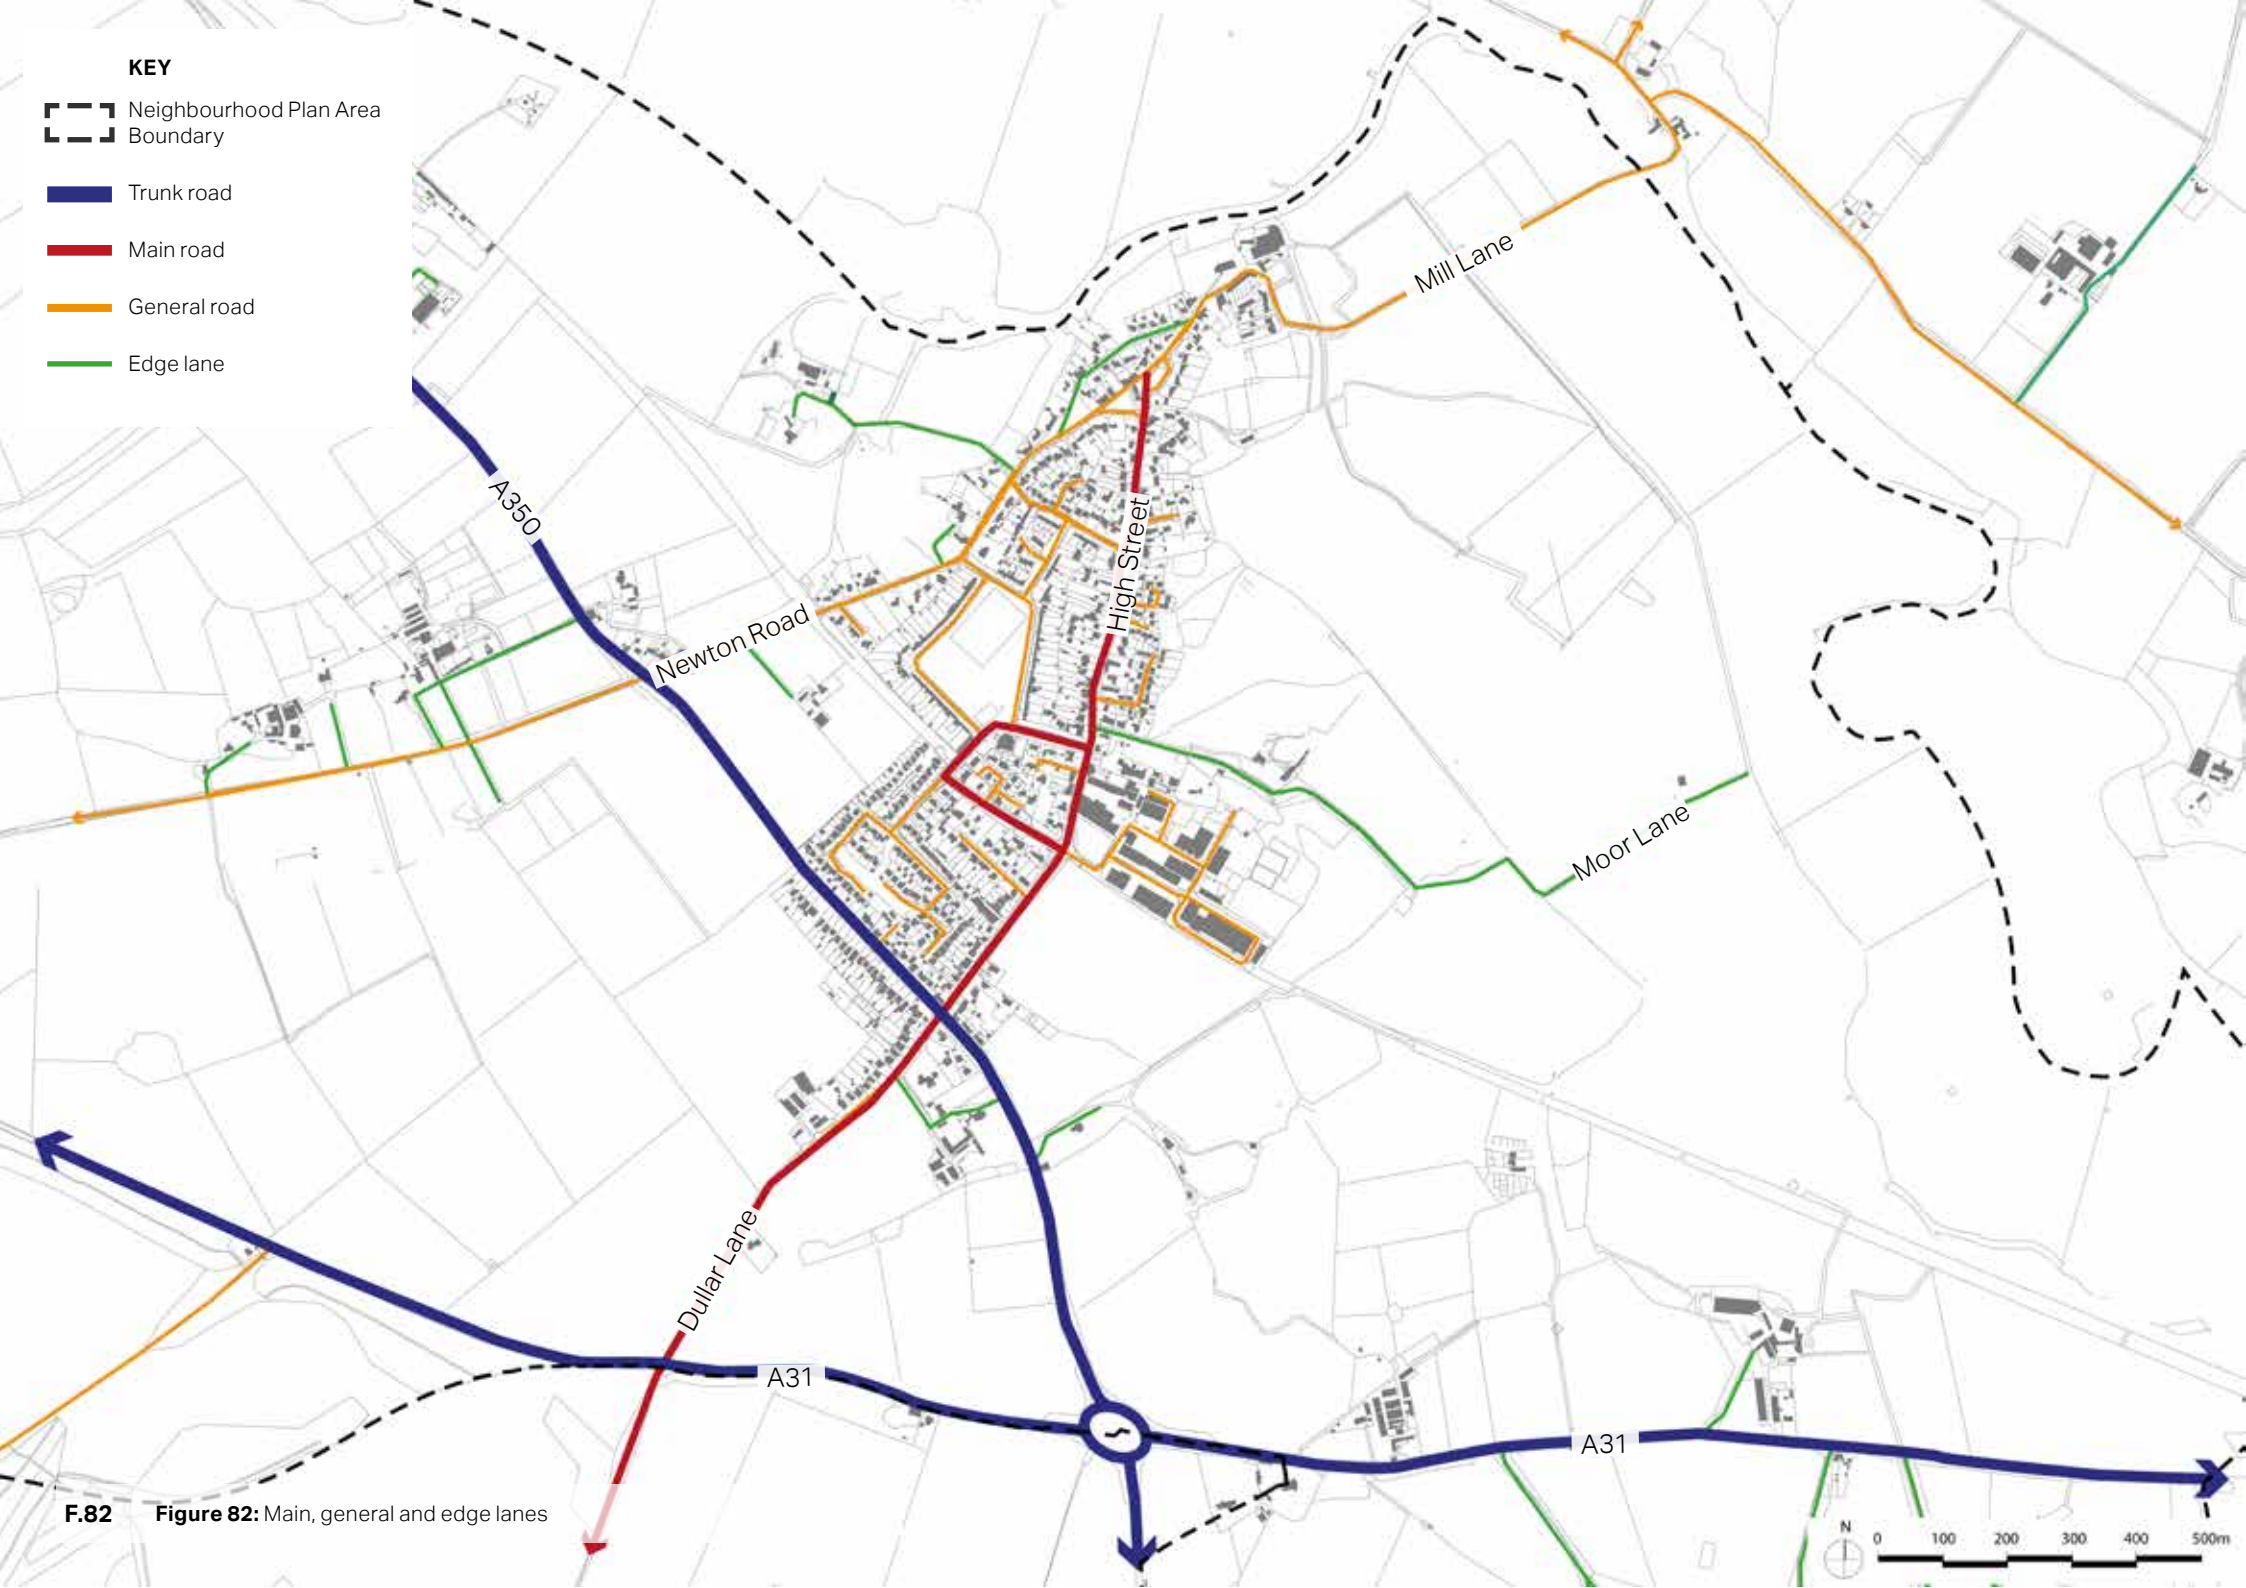 KEY
Neighbourhood Plan Area
Boundary
Trunk road
Main road
General road
Edge lane
Mill Lane
A350
High Street
Newton Road
Moor Lane
Dullar Lane
A31
A31
F.82 Figure 82: Main, general and edge lanes
N
0 100 200 300 400 500m